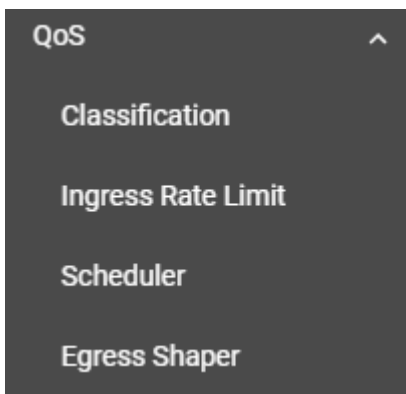 QoS
Classification
Ingress Rate Limit
Scheduler
Egress Shaper